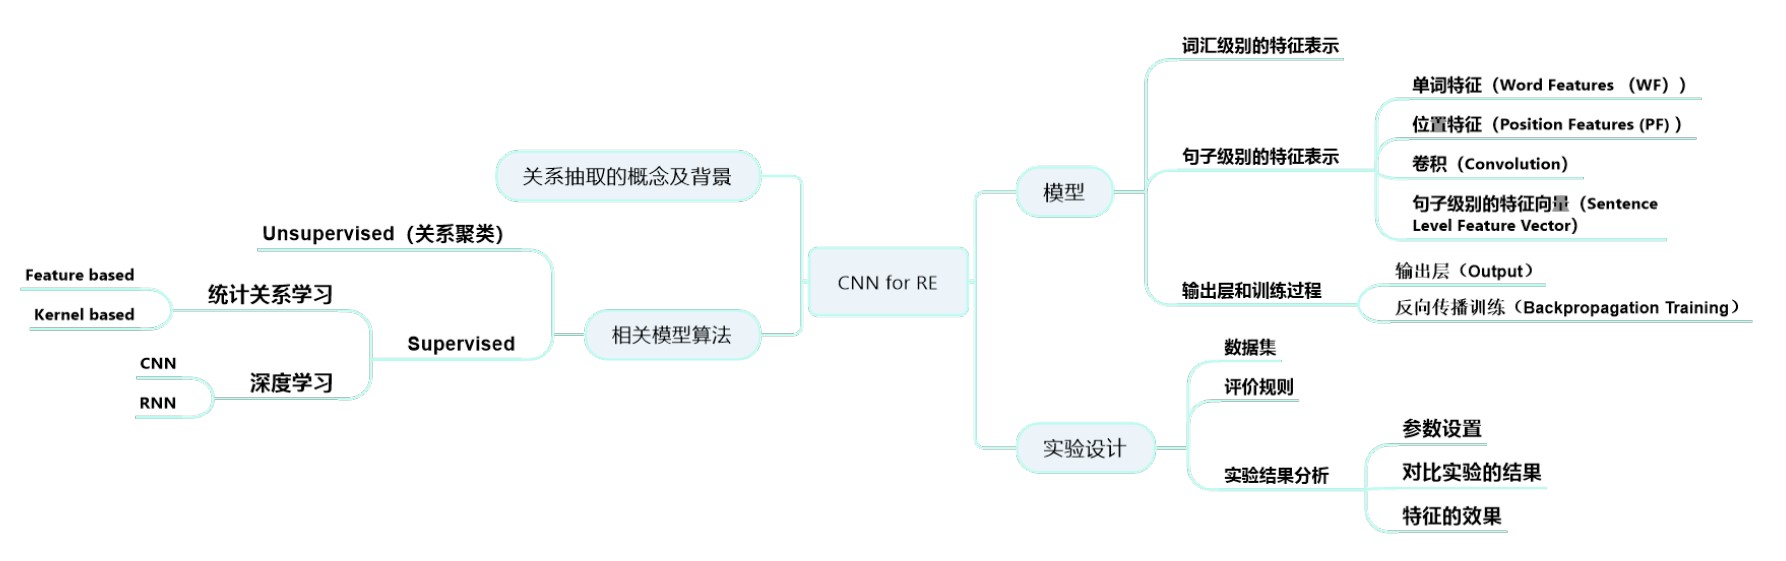 CNN for RE
关系抽取的概念及背景
相关模型算法
Unsupervised（关系聚类）
Supervised
统计关系学习
Feature based
Kernel based
深度学习
CNN
RNN
模型
词汇级别的特征表示
句子级别的特征表示
单词特征（Word Features （WF））
位置特征（Position Features (PF) ）
卷积（Convolution）
句子级别的特征向量（Sentence
Level Feature Vector）
输出层和训练过程
输出层（Output）
反向传播训练（Backpropagation Training）
实验设计
数据集
评价规则
实验结果分析
参数设置
对比实验的结果
特征的效果